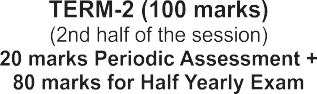 TERM-2 (100 marks)
(2nd half of the session)
20 marks Periodic Assessment +
80 marks for Half Yearly Exam